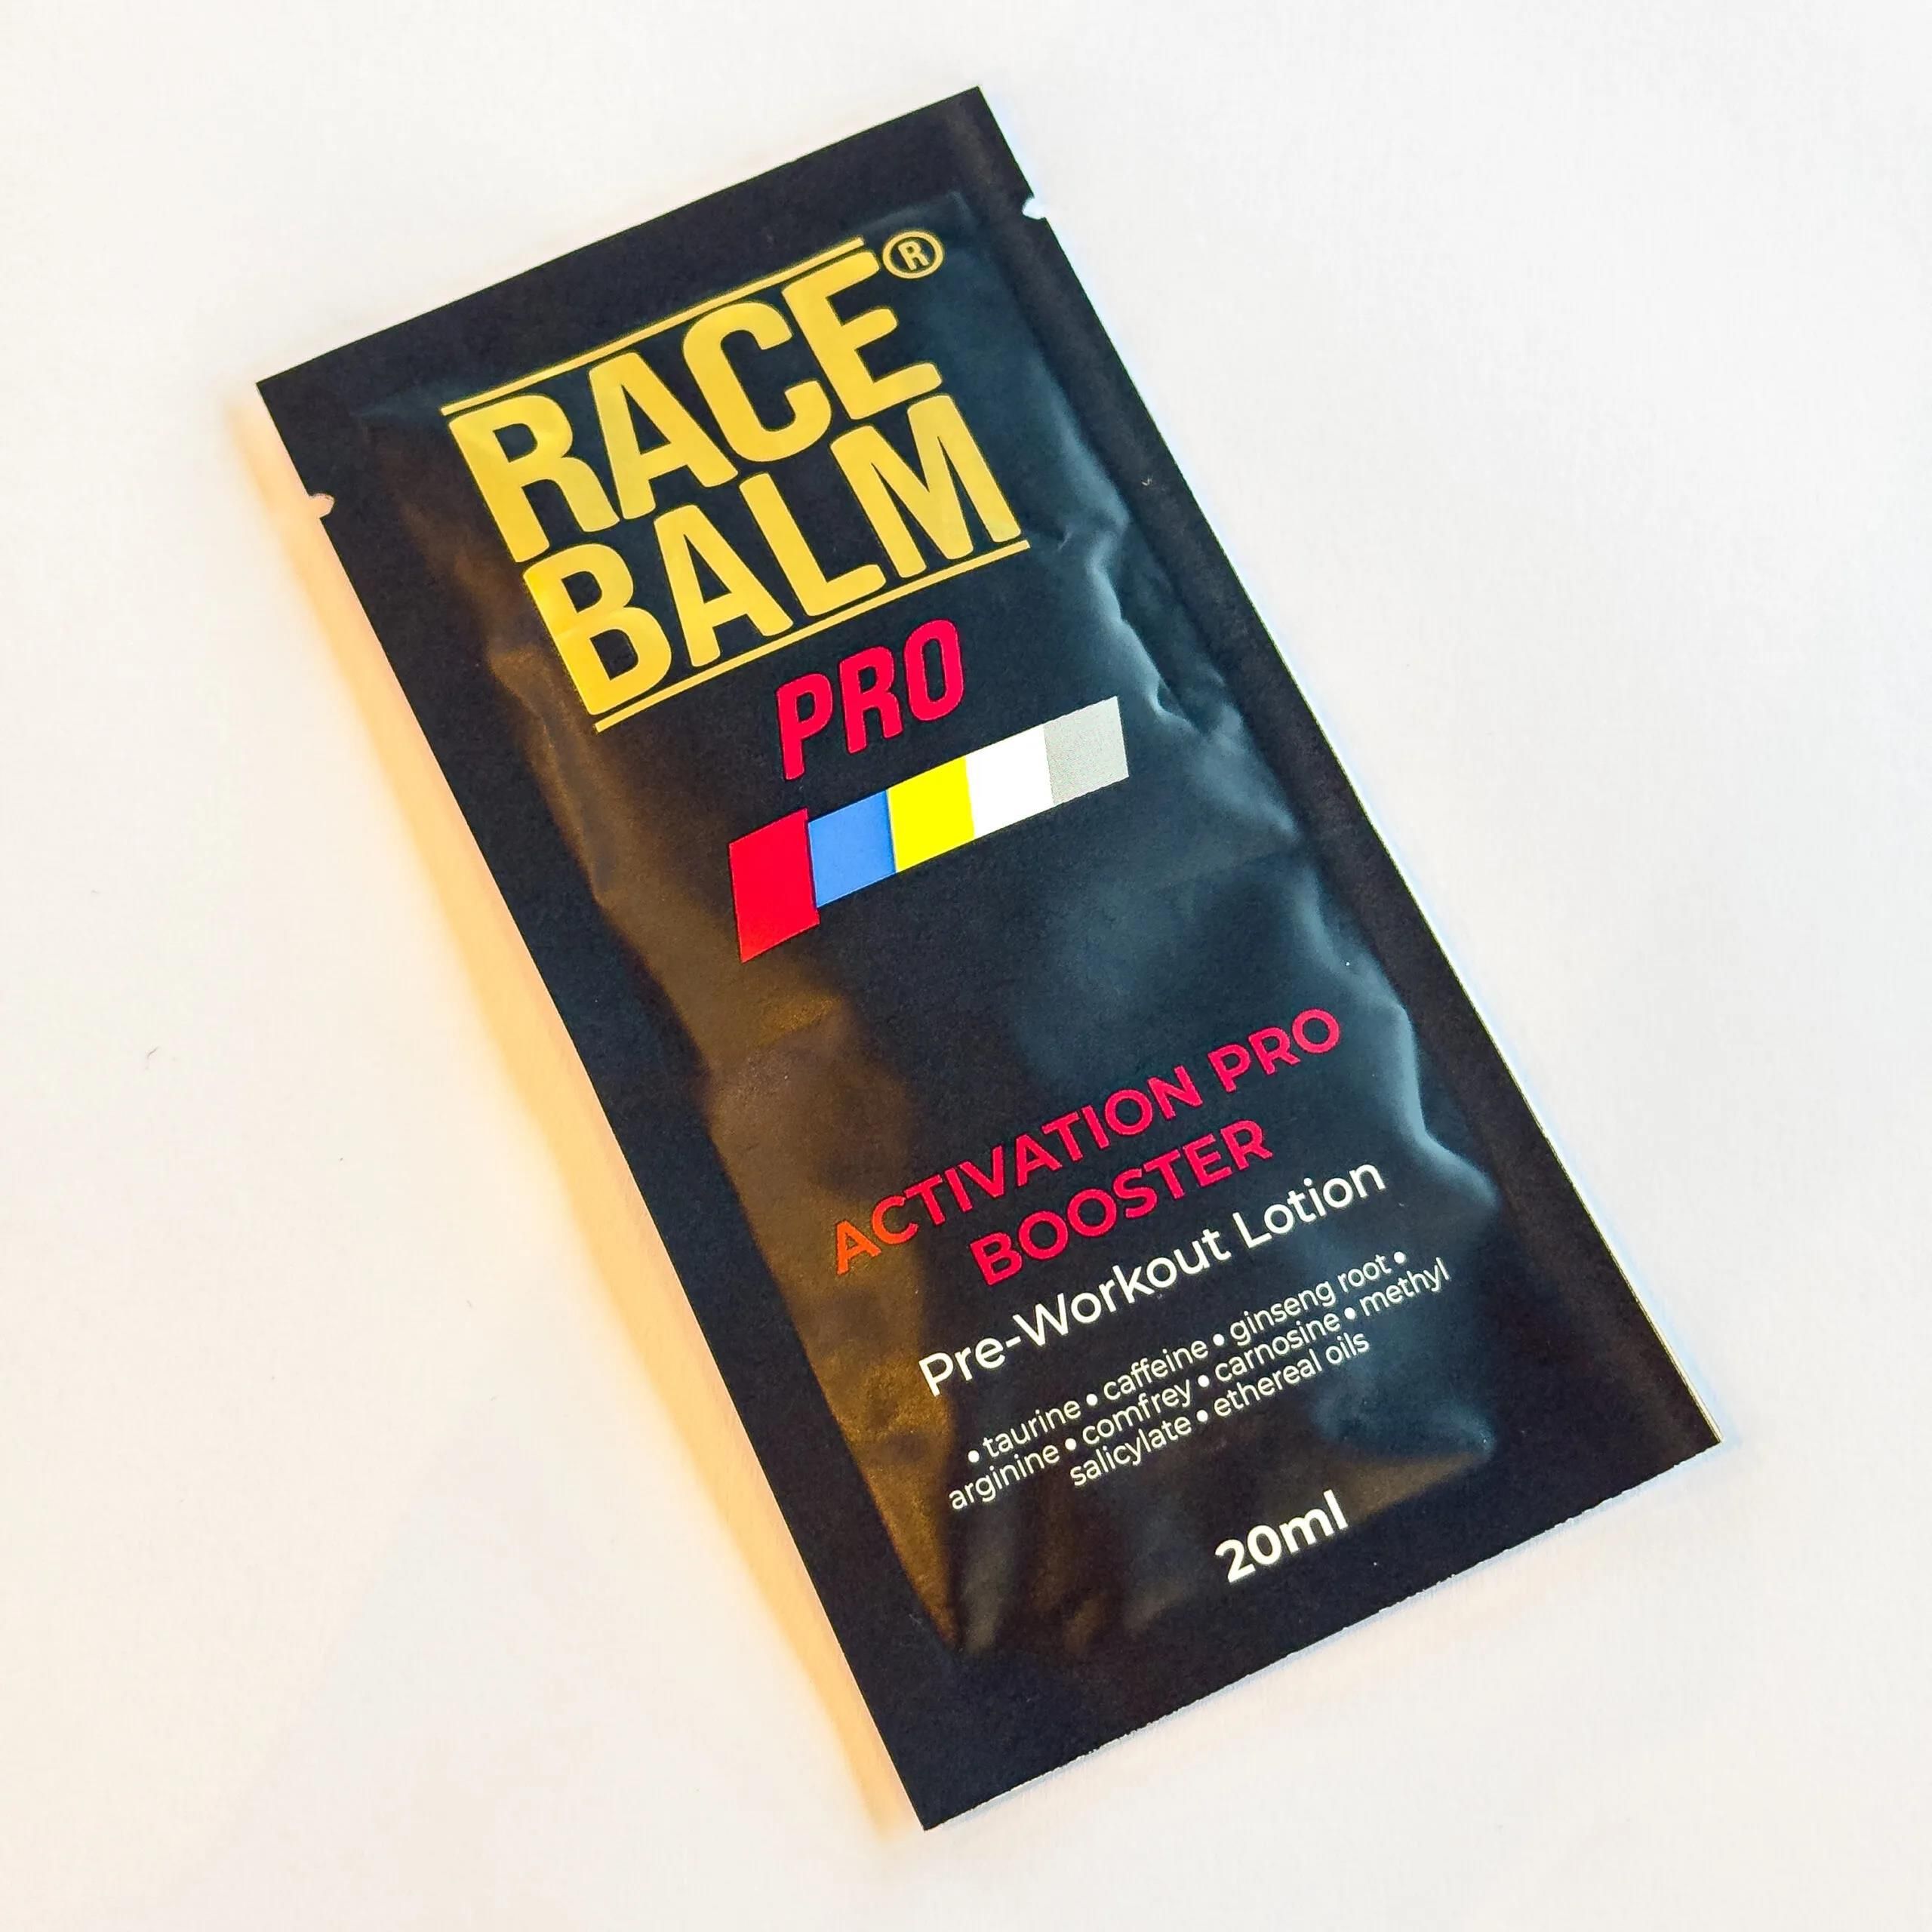 RACE®
BALM
PRO
ACTIVATION PRO
BOOSTER
Pre-Workout Lotion
• taurine • caffeine • ginseng root •
arginine • comfrey • carnosine • methyl
salicylate • ethereal oils
20ml